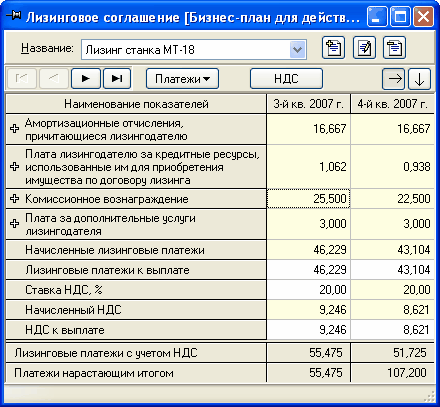 Лизинговое соглашение [Бизнес-план для действ...
Название: Лизинг станка МТ-18
Платежи НДС
Наименование показателей 3-й кв. 2007 г. 4-й кв. 2007 г.
Амортизационные отчисления,
причитающиеся лизингодателю 16,667 16,667
Плата лизингодателю за кредитные ресурсы,
использованные им для приобретения 1,062 0,938
имущества по договору лизинга
Комиссионное вознаграждение 25,500 22,500
Плата за дополнительные услуги
лизингодателя 3,000 3,000
Начисленные лизинговые платежи 46,229 43,104
Лизинговые платежи к выплате 46,229 43,104
Ставка НДС, % 20,00 20,00
Начисленный НДС 9,246 8,621
НДС к выплате 9,246 8,621
Лизинговые платежи с учетом НДС 55,475 51,725
Платежи нарастающим итогом 55,475 107,200